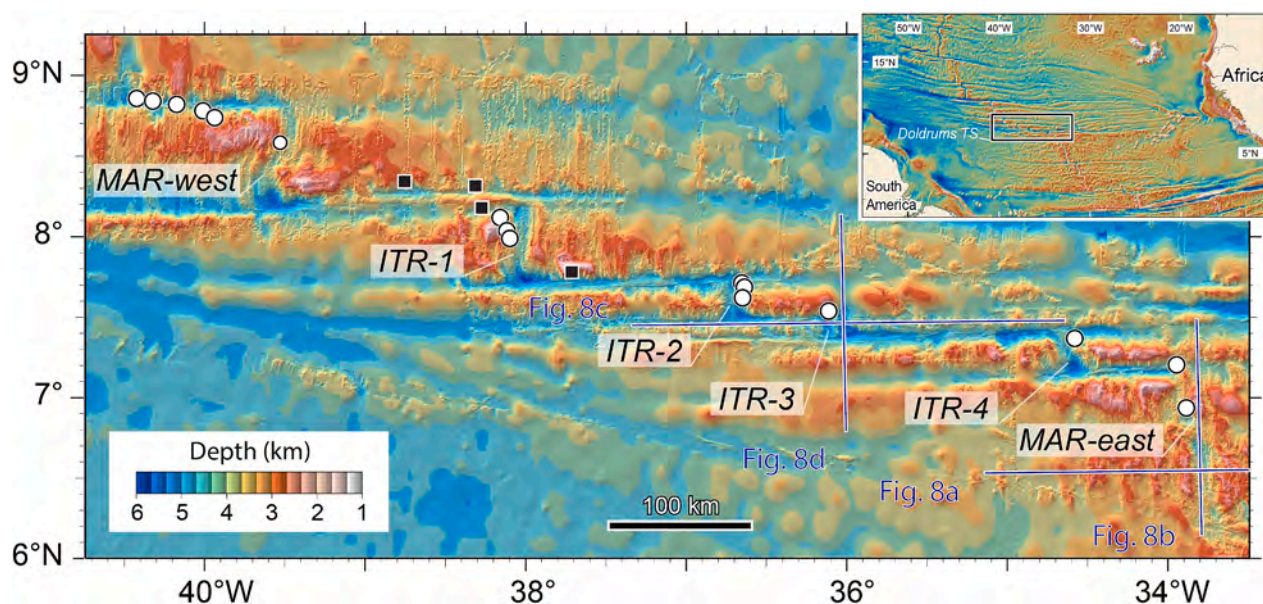 50°W
40°W
30°W
20°W
15°N
Africa
Doldrums TS
5°N
South
America
9°N
MAR-west
8°
ITR-1
Fig. 8c
ITR-2
7°
ITR-3
ITR-4
MAR-east
Depth (km)
6 5 4 3 2 1
Fig. 8d
Fig. 8a
100 km
Fig. 8b
6°N
40°W
38°
36°
34°W